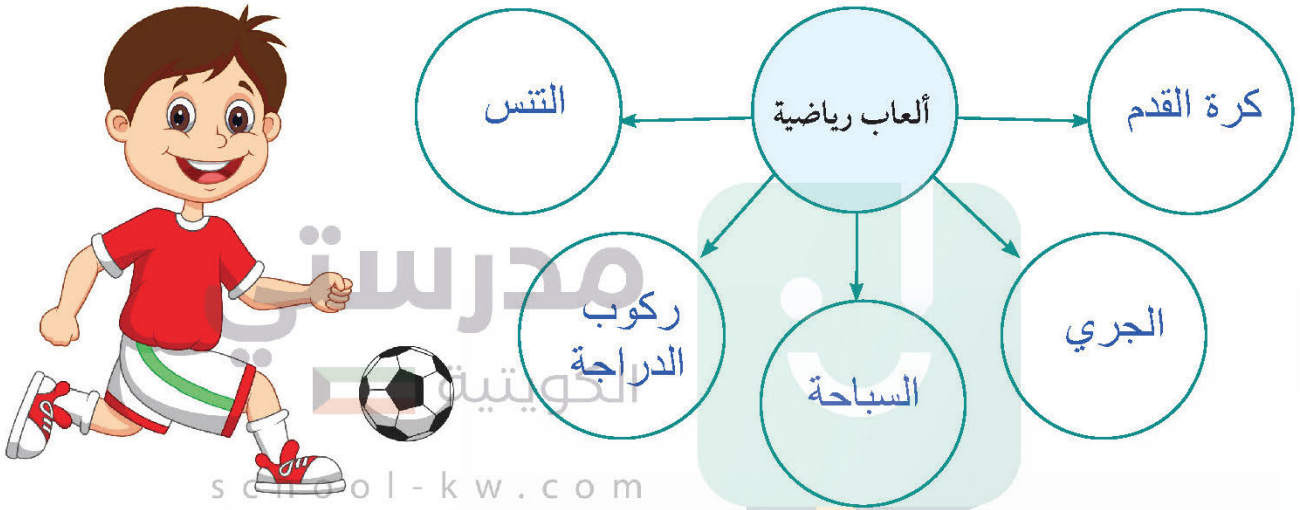 كرة القدم
ألعاب رياضية
التنس
الجري
السباحة
ركوب
الدراجة
مدرستي
الكويتية
school-kw.com